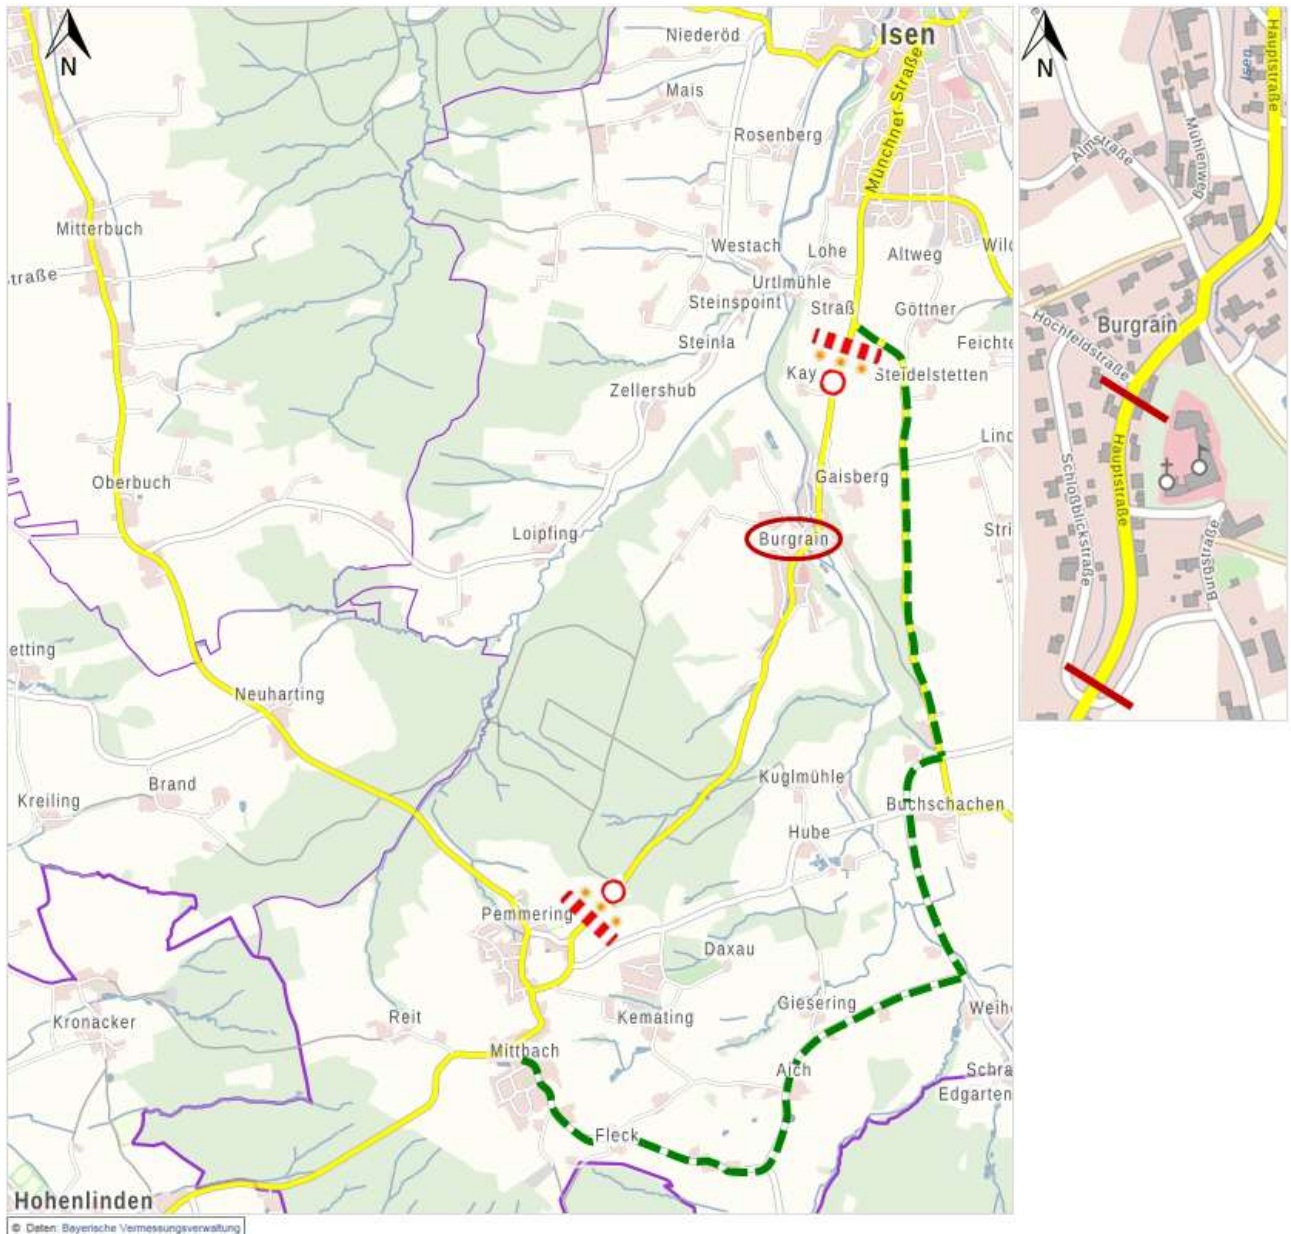 N
Niederöd
Isen
Mais
Münchner-Straße
Rosenberg
Mitterbuch
Westach
Lohe
Altweg
Wild
traße
Urtlmühle
Steinspoint
Straß
Göttner
Steinla
Feichte
Kay
Steidelstetten
Zellershub
Lind
Gaisberg
Oberbuch
Loipfing
Burgrain
Stri
etting
Neuharting
Kuglmühle
Brand
Kreiling
Buchschachen
Hube
Pemmering
Daxau
Giesering
Weihe
Kronacker
Reit
Kemating
Mittbach
Aich
Schra
Edgarten
Fleck
Hohenlinden
© Daten: Bayerische Vermessungsverwaltung
N
Hauptstraße
Isen
Almstraße
Mühlenweg
Burgrain
Hochfeldstraße
Hauptstraße
Schloßblickstraße
Burgstraße